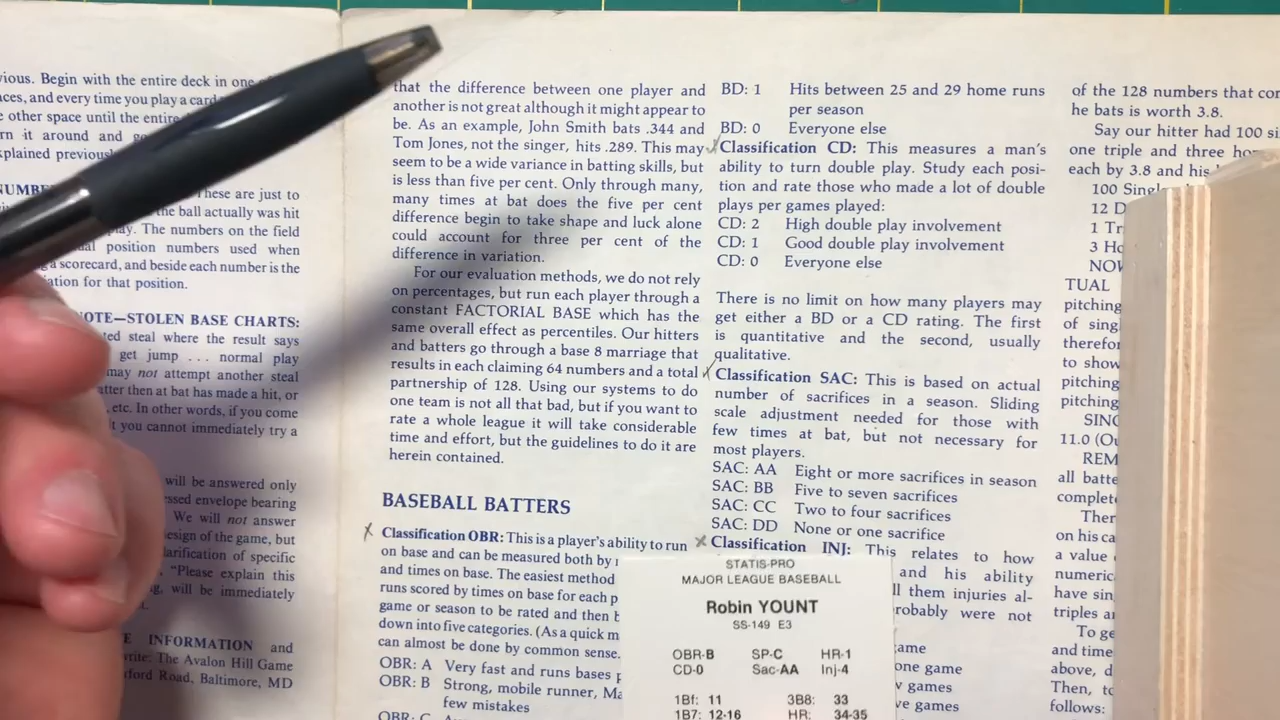 vious. Begin with the entire deck in one
ces, and every time you play a card
e other space until the entire
rn it around and
xplained previous
NUMB
These are just to
the ball actually was hit
play. The numbers on the field
al position numbers used when
g a scorecard, and beside each number is the
ation for that position.
OTE—STOLEN BASE CHARTS:
ted steal where the result says
get jump . . . normal play
may not attempt another steal
atter then at bat has made a hit, or
, etc. In other words, if you come
t you cannot immediately try a
will be answered only
ssed envelope bearing
We will not answer
esign of the game, but
larification of specific
, "Please explain this
g, will be immediately
E INFORMATION and
write: The Avalon Hill Game
rford Road, Baltimore, MD
that the difference between one player and
another is not great although it might appear to
be. As an example, John Smith bats .344 and
Tom Jones, not the singer, hits .289. This may
seem to be a wide variance in batting skills, but
is less than five per cent. Only through many,
many times at bat does the five per cent
difference begin to take shape and luck alone
could account for three per cent of the
difference in variation.
For our evaluation methods, we do not rely
on percentages, but run each player through a
constant FACTORIAL BASE which has the
same overall effect as percentiles. Our hitters
and batters go through a base 8 marriage that
results in each claiming 64 numbers and a total
partnership of 128. Using our systems to do
one team is not all that bad, but if you want to
rate a whole league it will take considerable
time and effort, but the guidelines to do it are
herein contained.
BASEBALL BATTERS
Classification OBR: This is a player's ability to run
on base and can be measured both by
and times on base. The easiest method
runs scored by times on base for each p
game or season to be rated and then b
down into five categories. (As a quick m
can almost be done by common sense.
OBR: A Very fast and runs bases
OBR: B Strong, mobile runner, Ma
few mistakes
BD: 1 Hits between 25 and 29 home runs
per season
BD: 0 Everyone else
Classification CD: This measures a man's
ability to turn double play. Study each posi-
tion and rate those who made a lot of double
plays per games played:
CD: 2 High double play involvement
CD: 1 Good double play involvement
CD: 0 Everyone else
There is no limit on how many players may
get either a BD or a CD rating. The first
is quantitative and the second, usually
qualitative.
Classification SAC: This is based on actual
number of sacrifices in a season. Sliding
scale adjustment needed for those with
few times at bat, but not necessary for
most players.
SAC: AA Eight or more sacrifices in season
SAC: BB Five to seven sacrifices
SAC: CC Two to four sacrifices
SAC: DD None or one sacrifice
Classification INJ: This relates to how
and his ability
ll them injuries al-
robably were not
ame
one game
games
ve games
STATIS-PRO
MAJOR LEAGUE BASEBALL
Robin YOUNT
SS-149 E3
OBR-B SP-C HR-1
CD-0 Sac-AA Inj-4
1Bf: 11 3B8: 33
1B7: 12-16 HR: 34-35
of the 128 numbers that con
he bats is worth 3.8.
Say our hitter had 100 si
one triple and three ho
each by 3.8 and his
100 Singl
12 D
1 Tr
3 Ho
NOW
TUAL
pitching
of singl
therefor
to show
pitching
pitching
SING
11.0 (Ou
REM
all batte
complet
Ther
on his ca
a value
numeric
have sin
triples a
To ge
and time
above, d
Then, to
follows: